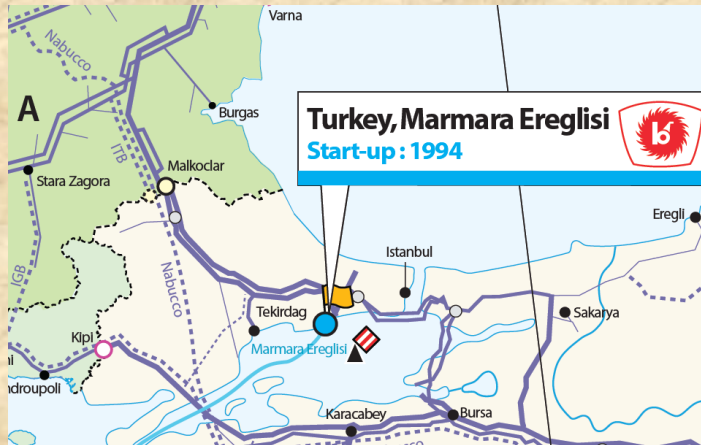 Varna
Nabucco
A
Burgas
Turkey, Marmara Ereglisi
Start-up : 1994
b
ITB
Malkoclar
Stara Zagora
Eregli
IGB
Nabucco
Istanbul
Tekirdag
Sakarya
Kipi
Marmara Ereglisi
ndroupoli
Karacabey
Bursa